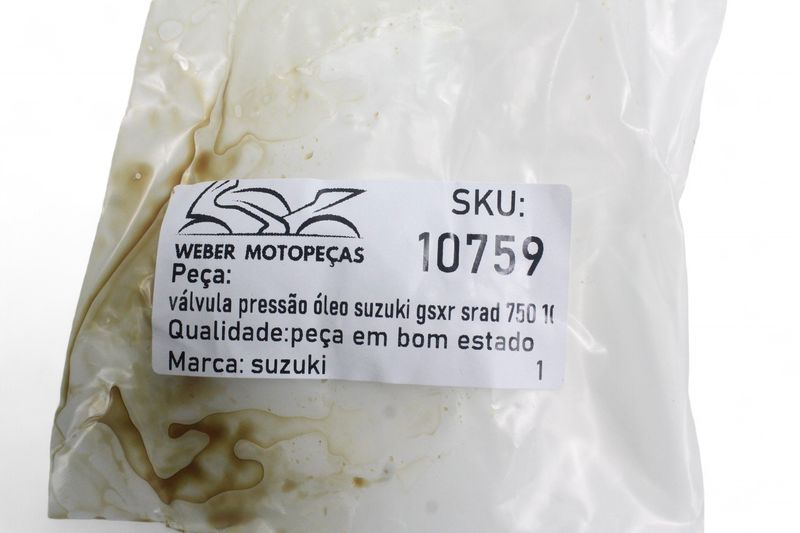 SKU:
10759
WEBER MOTOPEÇAS
Peça:
válvula pressão óleo suzuki gsxr srad 750
Qualidade:peça em bom estado
Marca: suzuki
1